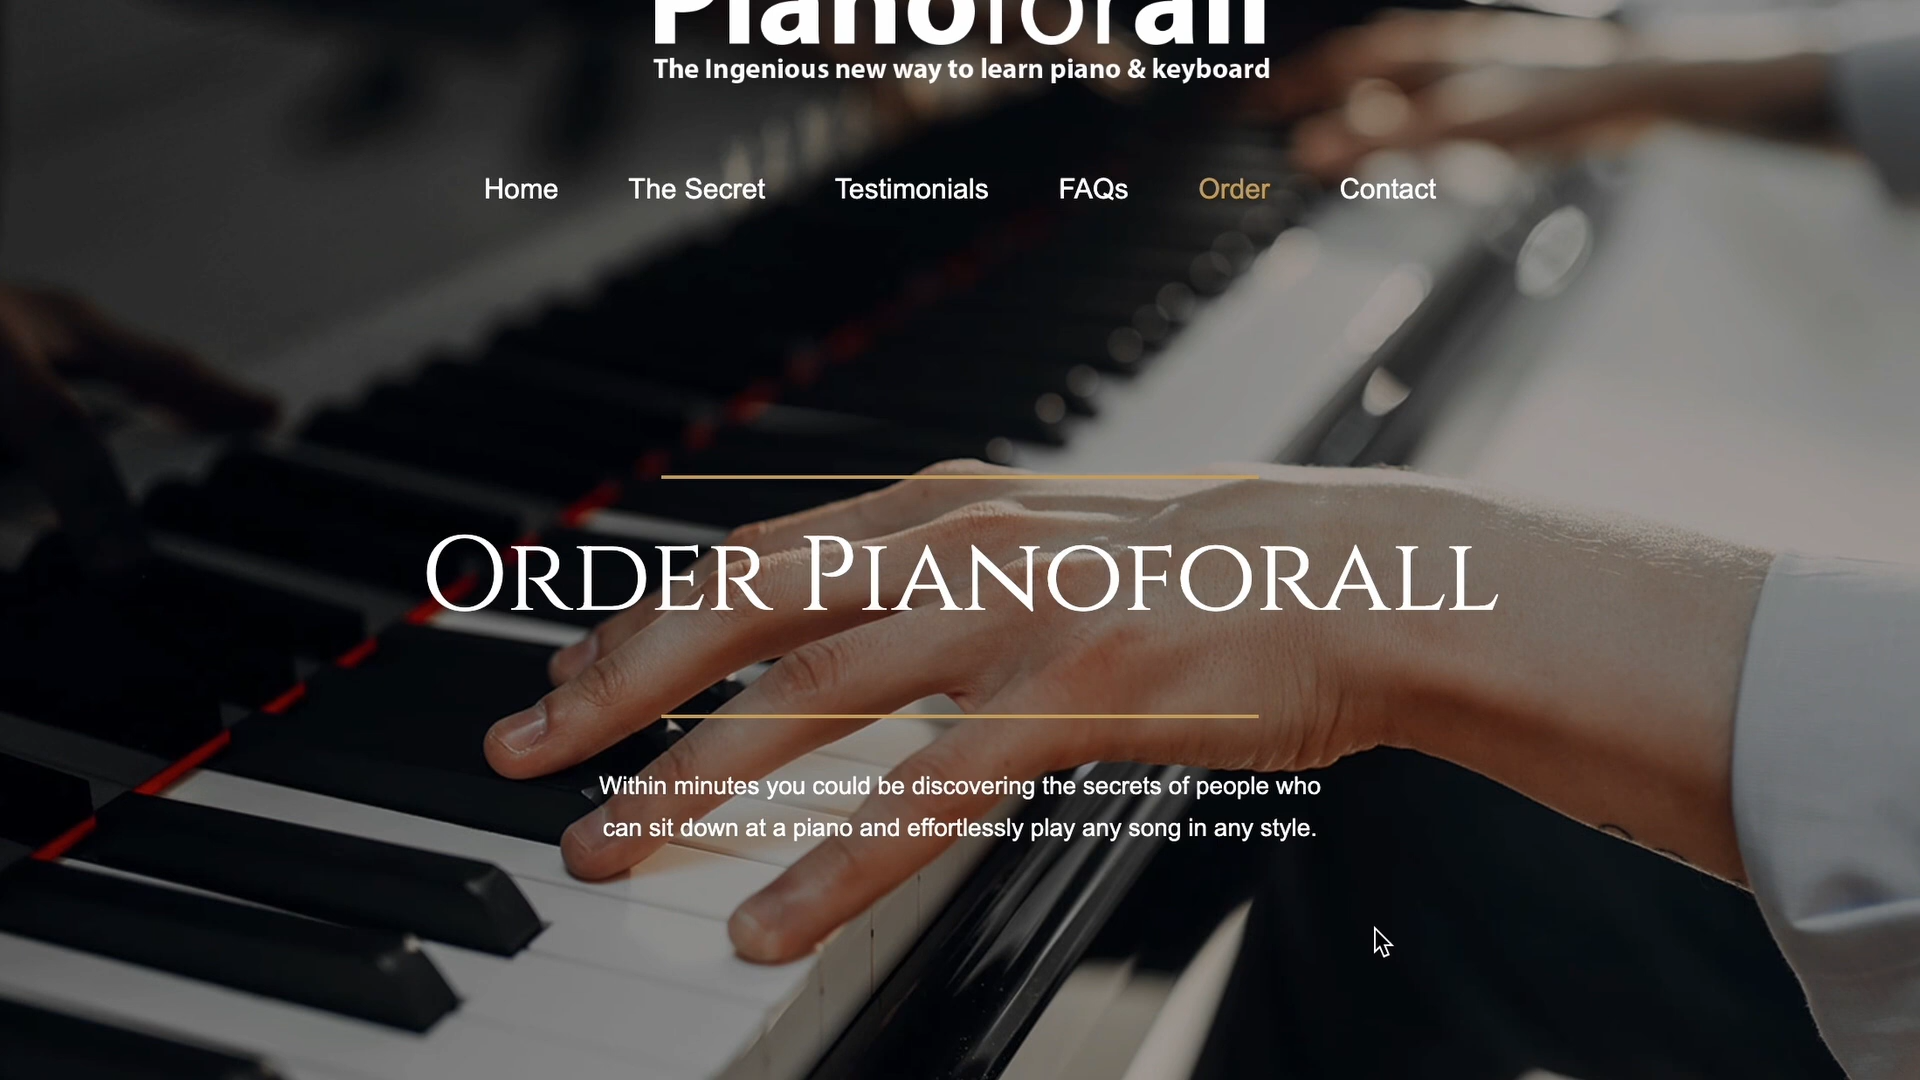 Pianoforall
The Ingenious new way to learn piano & keyboard
Home The Secret Testimonials FAQs Order Contact
Order Pianoforall
Within minutes you could be discovering the secrets of people who
can sit down at a piano and effortlessly play any song in any style.